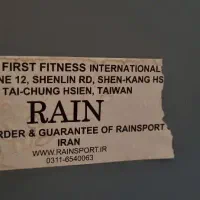 FIRST FITNESS INTERNATIONAL
NE 12, SHENLIN RD, SHEN-KANG HS
TAI-CHUNG HSIEN, TAIWAN
RAIN
RDER & GUARANTEE OF RAINSPORT
IRAN
WWW.RAINSPORT.IR
0311-6540063